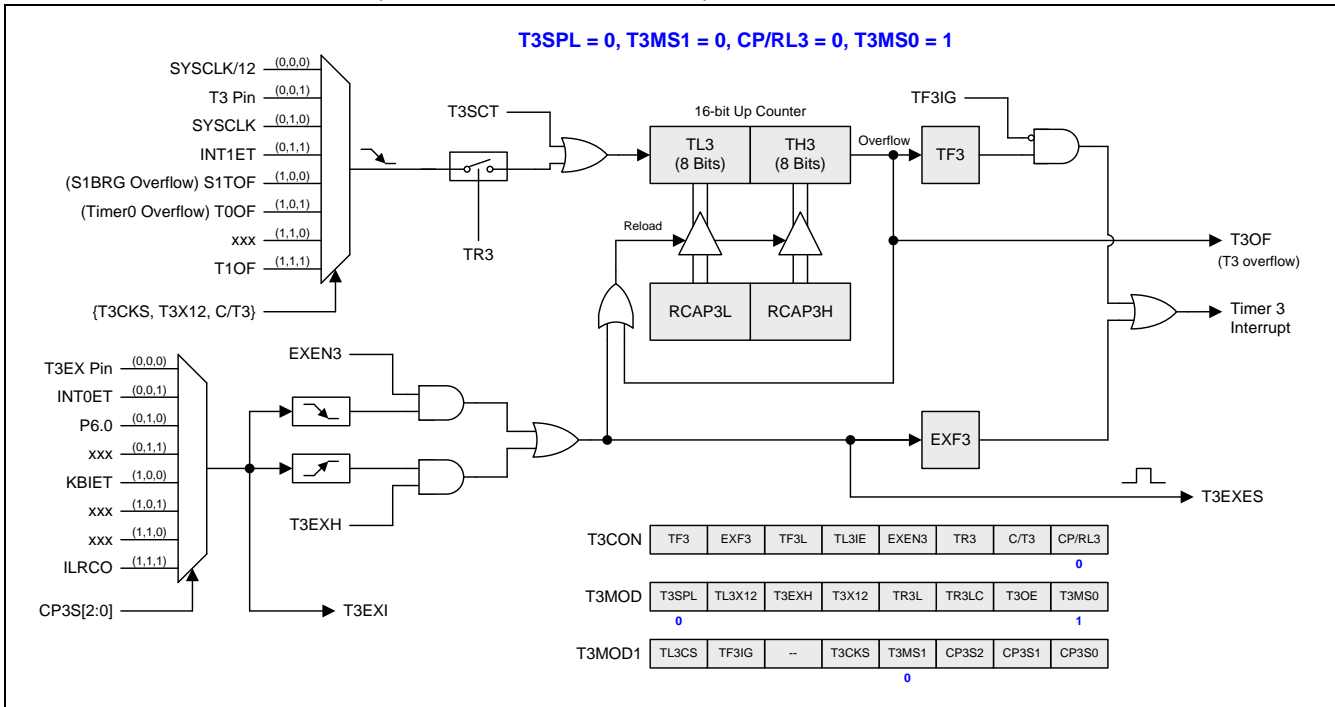 T3SPL = 0, T3MS1 = 0, CP/RL3 = 0, T3MS0 = 1
SYSCLK/12 (0,0,0)
T3 Pin (0,0,1)
SYSCLK (0,1,0)
INT1ET (0,1,1)
(S1BRG Overflow) S1TOF (1,0,0)
(Timer0 Overflow) T0OF (1,0,1)
xxx (1,1,0)
T1OF (1,1,1)
{T3CKS, T3X12, C/T3}
TR3
T3SCT
16-bit Up Counter
TL3 (8 Bits)
TH3 (8 Bits)
Overflow
TF3
TF3IG
Reload
RCAP3L
RCAP3H
T3OF
(T3 overflow)
Timer 3
Interrupt
T3EX Pin (0,0,0)
INT0ET (0,0,1)
P6.0 (0,1,0)
xxx (0,1,1)
KBIET (1,0,0)
xxx (1,0,1)
xxx (1,1,0)
ILRCO (1,1,1)
CP3S[2:0]
EXEN3
T3EXH
T3EXI
EXF3
T3EXES
T3CON TF3 EXF3 TF3L TL3IE EXEN3 TR3 C/T3 CP/RL3
0
T3MOD T3SPL TL3X12 T3EXH T3X12 TR3L TR3LC T3OE T3MS0
0 1
T3MOD1 TL3CS TF3IG -- T3CKS T3MS1 CP3S2 CP3S1 CP3S0
0